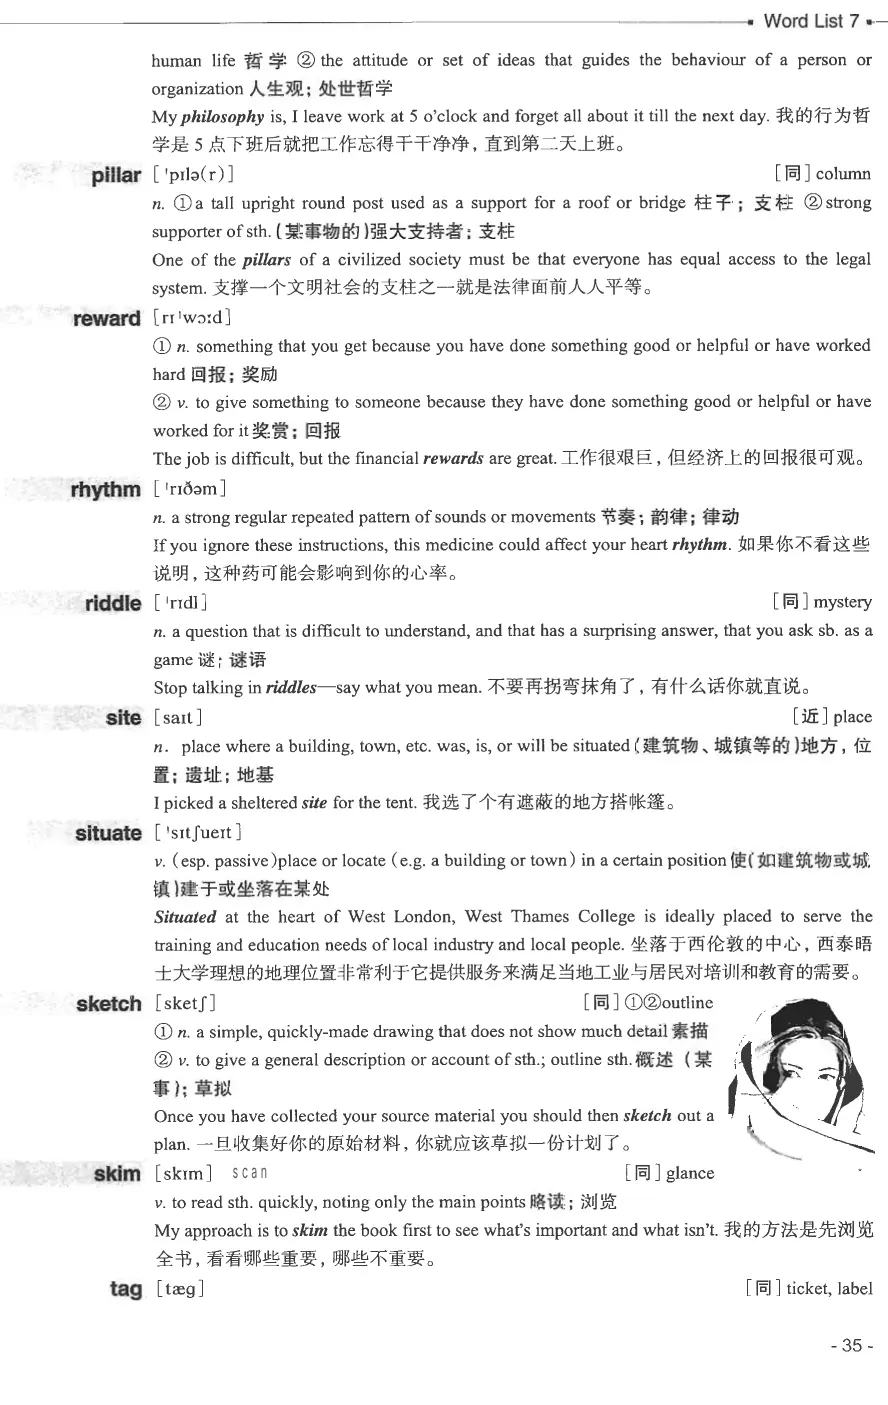 Word List 7
human life 哲学 ②the attitude or set of ideas that guides the behaviour of a person or
organization 人生观；处世哲学
My philosophy is, I leave work at 5 o'clock and forget all about it till the next day. 我的行为哲
学是 5 点下班后就把工作忘得干干净净，直到第二天上班。
pillar [ˈpɪlə(r)] [同] column
n. ①a tall upright round post used as a support for a roof or bridge 柱子；支柱 ②strong
supporter of sth. (某事物的)强大支持者；支柱
One of the pillars of a civilized society must be that everyone has equal access to the legal
system. 支撑一个文明社会的支柱之一就是法律面前人人平等。
reward [rɪˈwɔːd]
① n. something that you get because you have done something good or helpful or have worked
hard 回报；奖励
② v. to give something to someone because they have done something good or helpful or have
worked for it 奖赏；回报
The job is difficult, but the financial rewards are great. 工作很艰巨，但经济上的回报很可观。
rhythm [ˈrɪðəm]
n. a strong regular repeated pattern of sounds or movements 节奏；韵律；律动
If you ignore these instructions, this medicine could affect your heart rhythm. 如果你不看这些
说明，这种药可能会影响到你的心率。
riddle [ˈrɪdl] [同] mystery
n. a question that is difficult to understand, and that has a surprising answer, that you ask sb. as a
game 谜；谜语
Stop talking in riddles—say what you mean. 不要再拐弯抹角了，有什么话你就直说。
site [saɪt] [近] place
n. place where a building, town, etc. was, is, or will be situated (建筑物、城镇等的)地方，位
置；遗址；地基
I picked a sheltered site for the tent. 我选了个有遮蔽的地方搭帐篷。
situate [ˈsɪtʃueɪt]
v. (esp. passive)place or locate (e.g. a building or town) in a certain position 使(如建筑物或城
镇)建于或坐落在某处
Situated at the heart of West London, West Thames College is ideally placed to serve the
training and education needs of local industry and local people. 坐落于西伦敦的中心，西泰晤
士大学理想的地理位置非常利于它提供服务来满足当地工业与居民对培训和教育的需要。
sketch [sketʃ] [同] ①②outline
① n. a simple, quickly-made drawing that does not show much detail 素描
② v. to give a general description or account of sth.; outline sth. 概述 (某
事)；草拟
Once you have collected your source material you should then sketch out a
plan. 一旦收集好你的原始材料，你就应该草拟一份计划了。
skim [skɪm] scan [同] glance
v. to read sth. quickly, noting only the main points 略读；浏览
My approach is to skim the book first to see what's important and what isn't. 我的方法是先浏览
全书，看看哪些重要，哪些不重要。
tag [tæg] [同] ticket, label
- 35 -